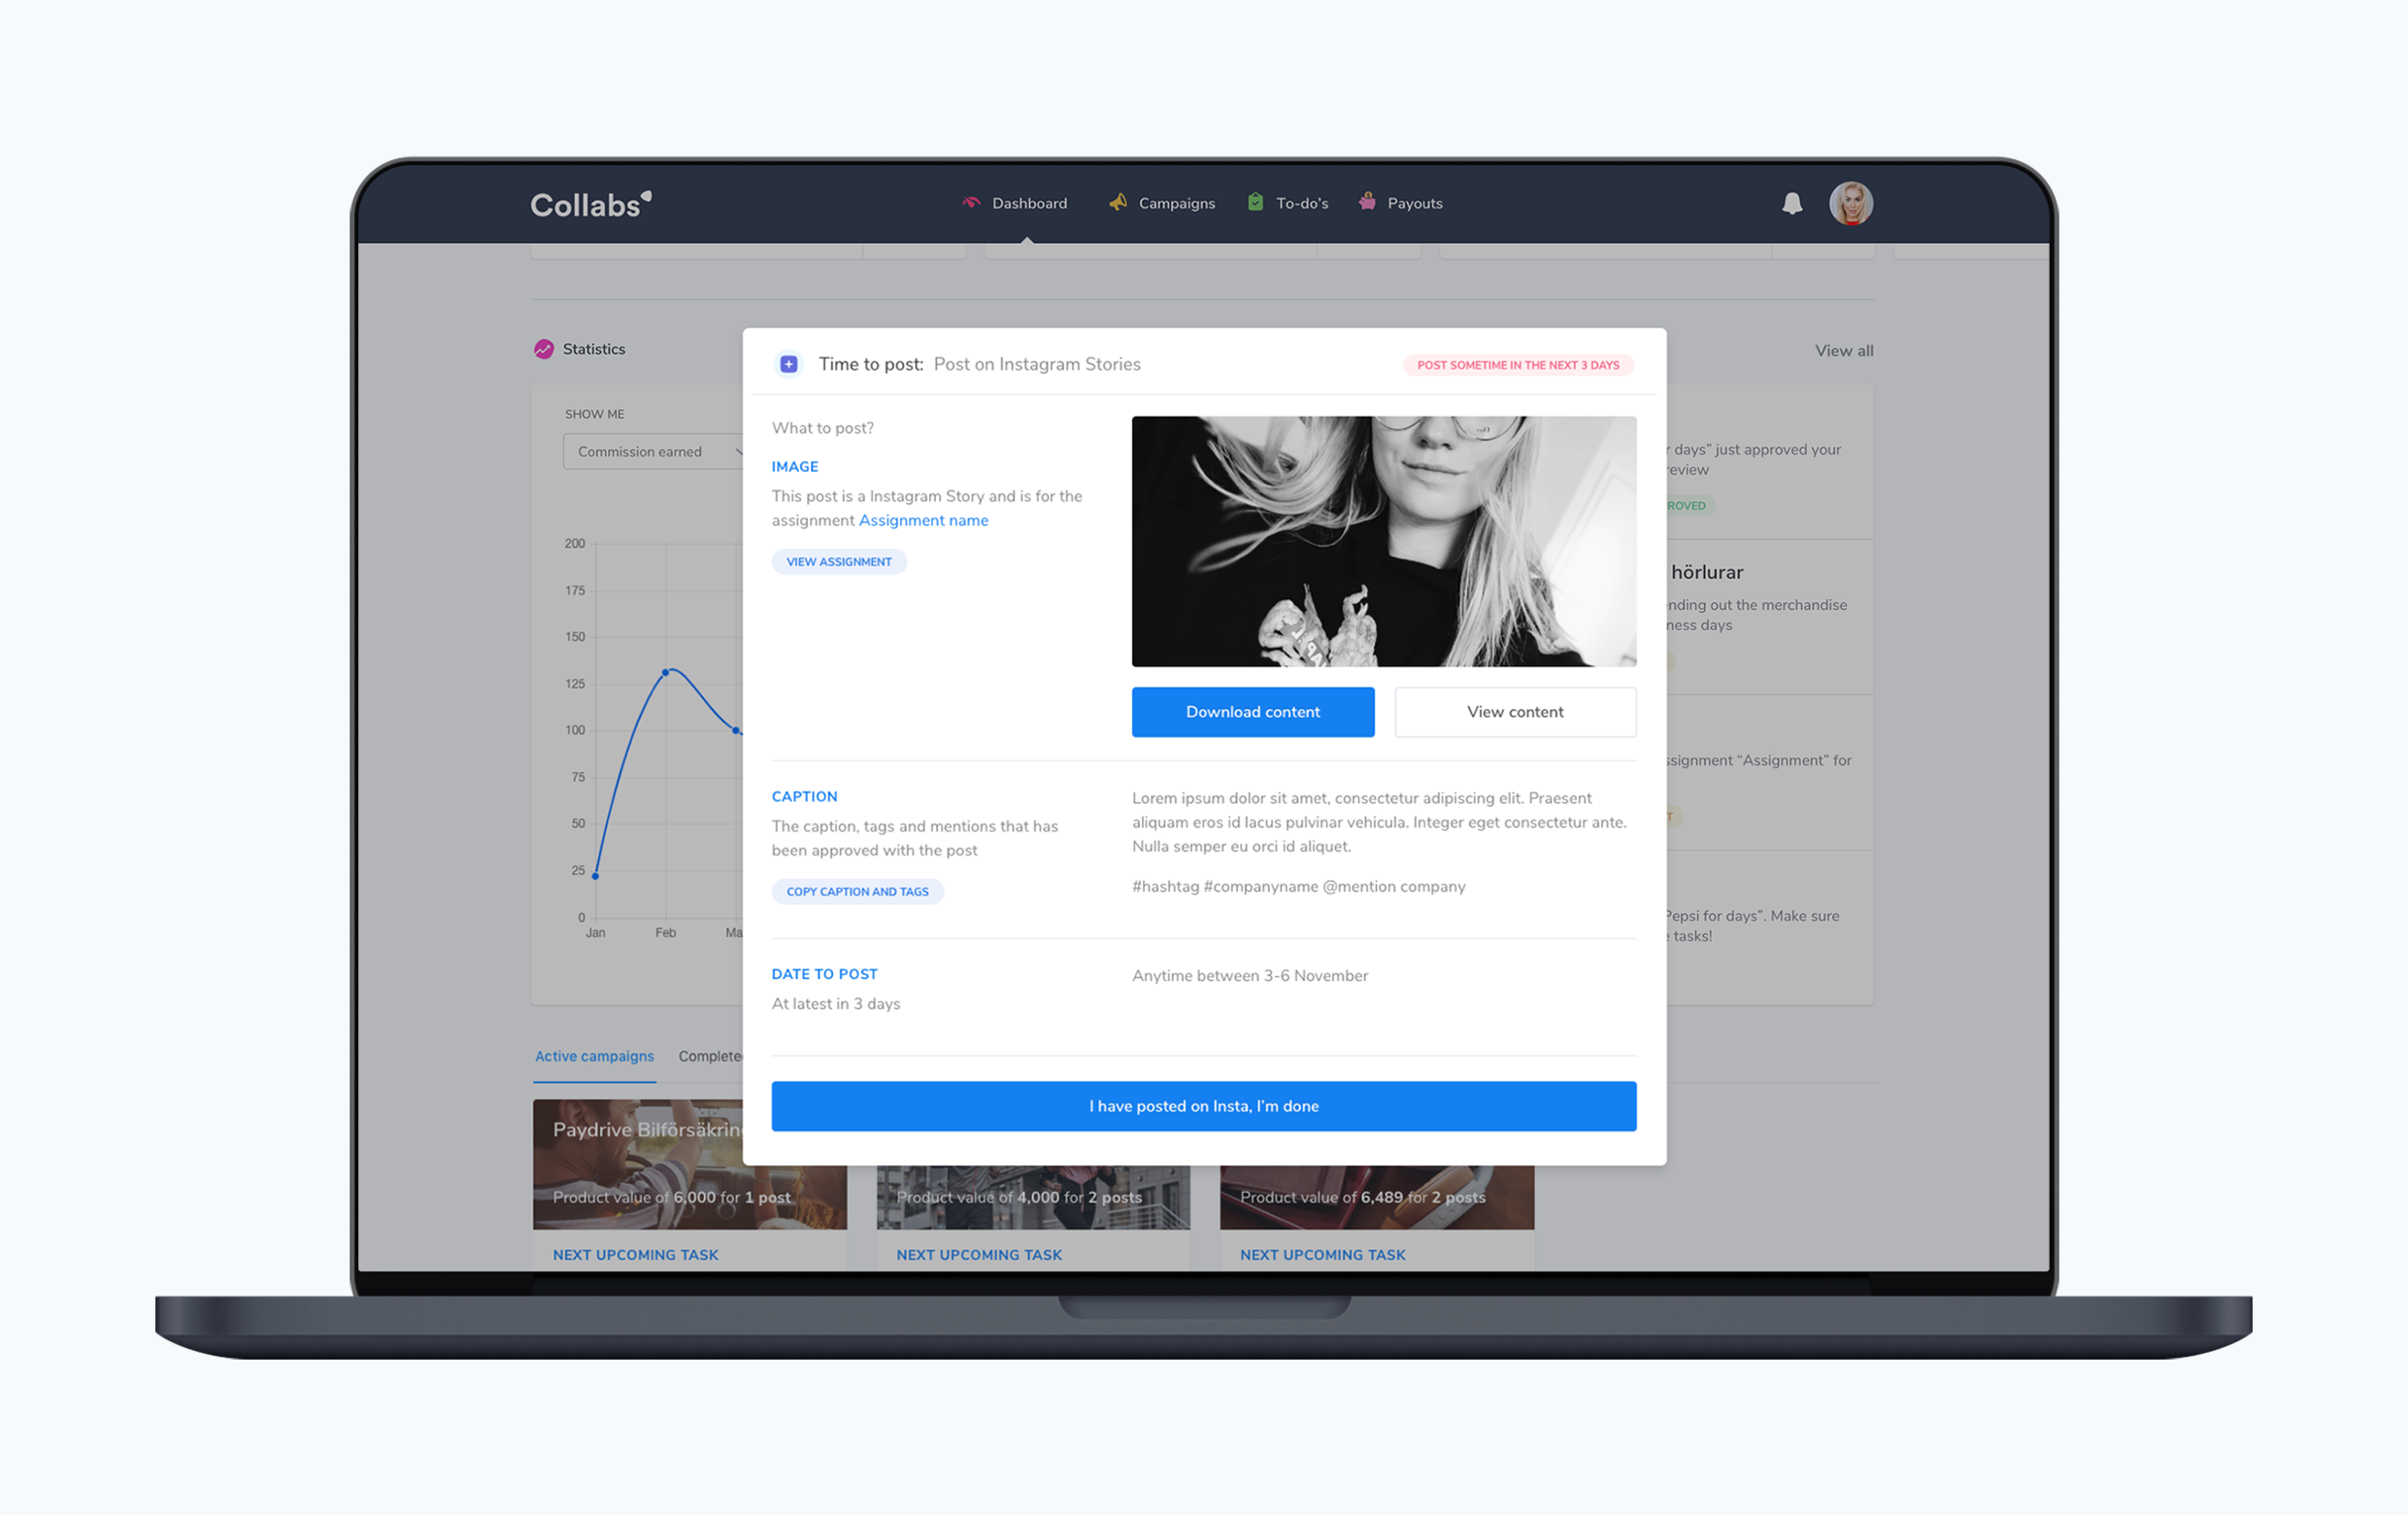 Collabs
Dashboard
Campaigns
To-do's
Payouts
Statistics
View all
SHOW ME
Commission earned
200
175
150
125
100
75
50
25
0
Jan
Feb
Ma
Time to post: Post on Instagram Stories
POST SOMETIME IN THE NEXT 3 DAYS
What to post?
IMAGE
This post is a Instagram Story and is for the
assignment Assignment name
VIEW ASSIGNMENT
Download content
View content
CAPTION
The caption, tags and mentions that has
been approved with the post
COPY CAPTION AND TAGS
Lorem ipsum dolor sit amet, consectetur adipiscing elit. Praesent
aliquam eros id lacus pulvinar vehicula. Integer eget consectetur ante.
Nulla semper eu orci id aliquet.
#hashtag #companyname @mention company
DATE TO POST
At latest in 3 days
Anytime between 3-6 November
I have posted on Insta, I'm done
r days” just approved your
review
ROVED
hörlurar
ending out the merchandise
ness days
ssignment “Assignment” for
T
Pepsi for days”. Make sure
e tasks!
Active campaigns
Complete
Paydrive Bilförsäkring
Product value of 6,000 for 1 post
NEXT UPCOMING TASK
Product value of 4,000 for 2 posts
NEXT UPCOMING TASK
Product value of 6,489 for 2 posts
NEXT UPCOMING TASK